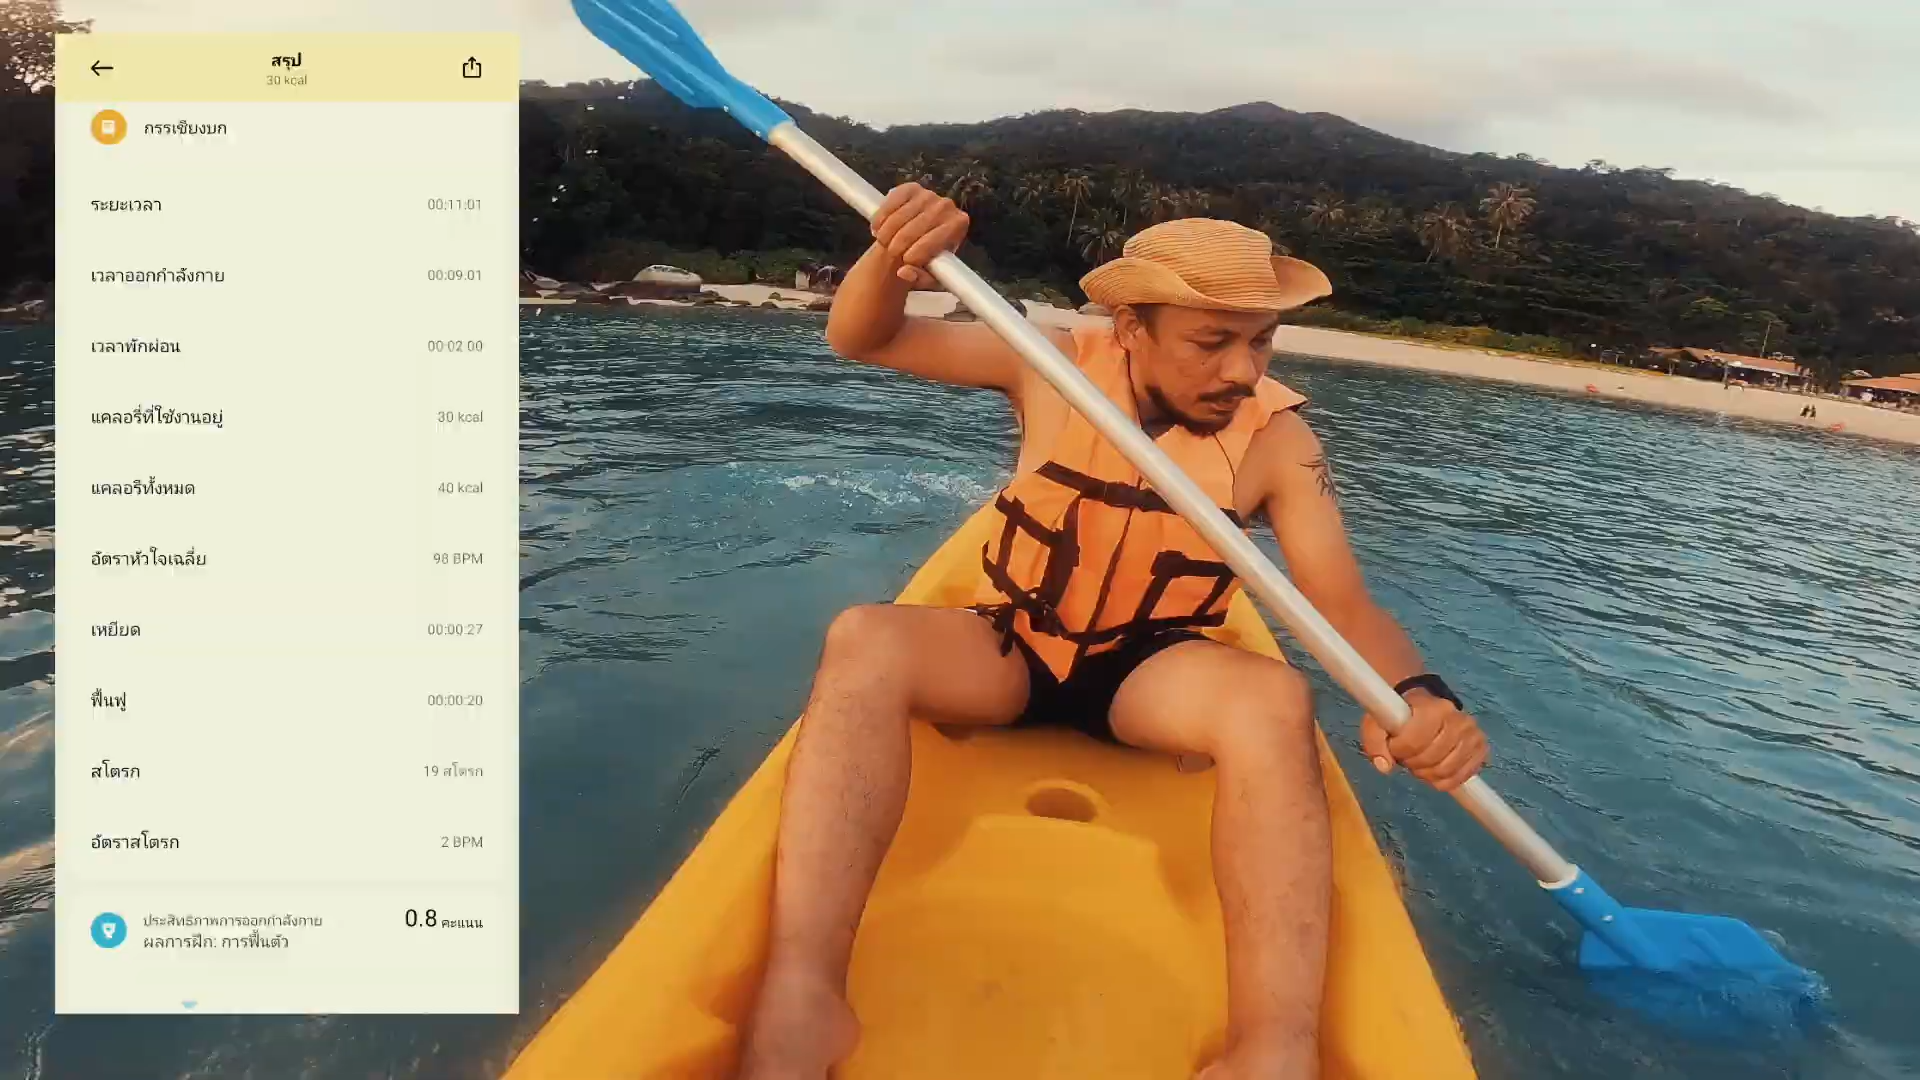 สรุป
30 kcal
กรรเชียงบก
ระยะเวลา 00:11:01
เวลาออกกำลังกาย 00:09:01
เวลาพักผ่อน 00:02:00
แคลอรี่ที่ใช้งานอยู่ 30 kcal
แคลอรีทั้งหมด 40 kcal
อัตราหัวใจเฉลี่ย 98 BPM
เหยียด 00:00:27
ฟื้นฟู 00:00:20
สโตรก 19 สโตรก
อัตราสโตรก 2 BPM
ประสิทธิภาพการออกกำลังกาย 0.8 คะแนน
ผลการฝึก: การฟื้นตัว